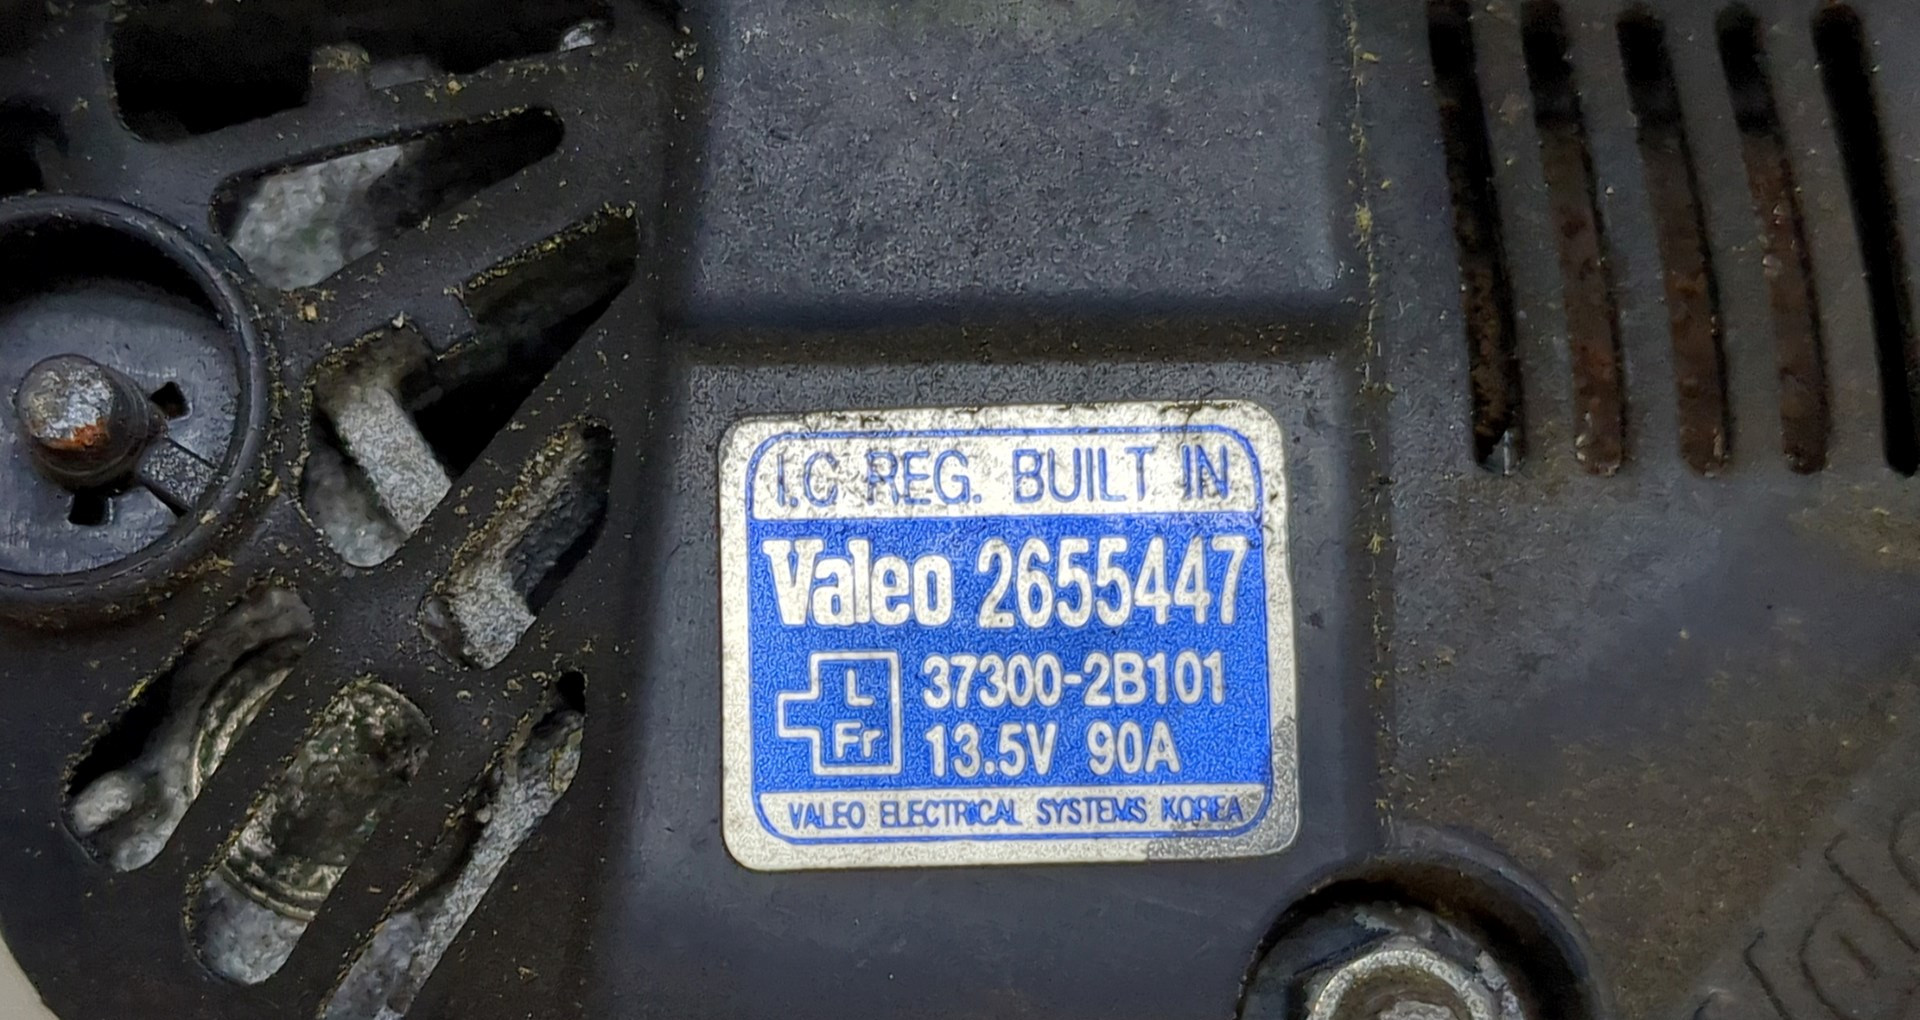 I.C REG. BUILT IN
Valeo 2655447
L 37300-2B101
Fr 13.5V 90A
VALEO ELECTRICAL SYSTEMS KOREA